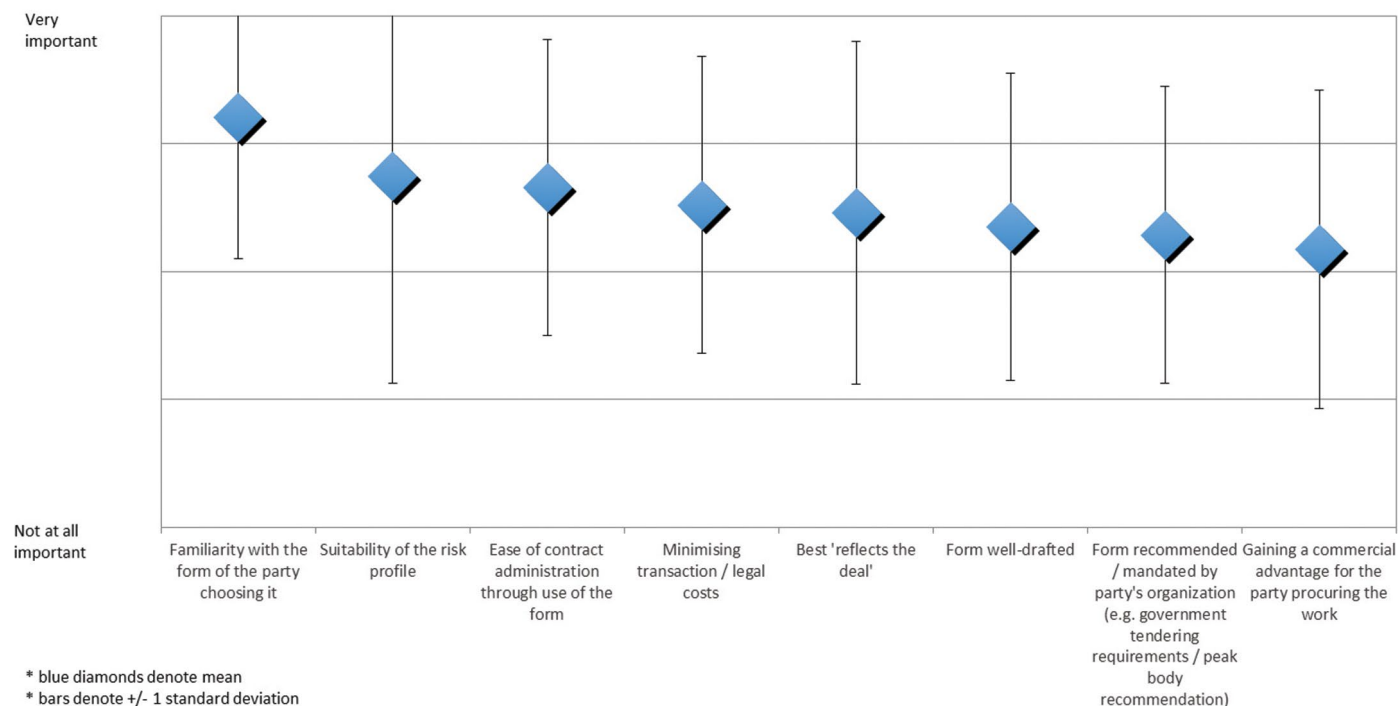 Very
important
Not at all
important
Familiarity with the
form of the party
choosing it
Suitability of the risk
profile
Ease of contract
administration
through use of the
form
Minimising
transaction / legal
costs
Best 'reflects the
deal'
Form well-drafted
Form recommended
/ mandated by
party's organization
(e.g. government
tendering
requirements / peak
body
recommendation)
Gaining a commercial
advantage for the
party procuring the
work
* blue diamonds denote mean
* bars denote +/- 1 standard deviation